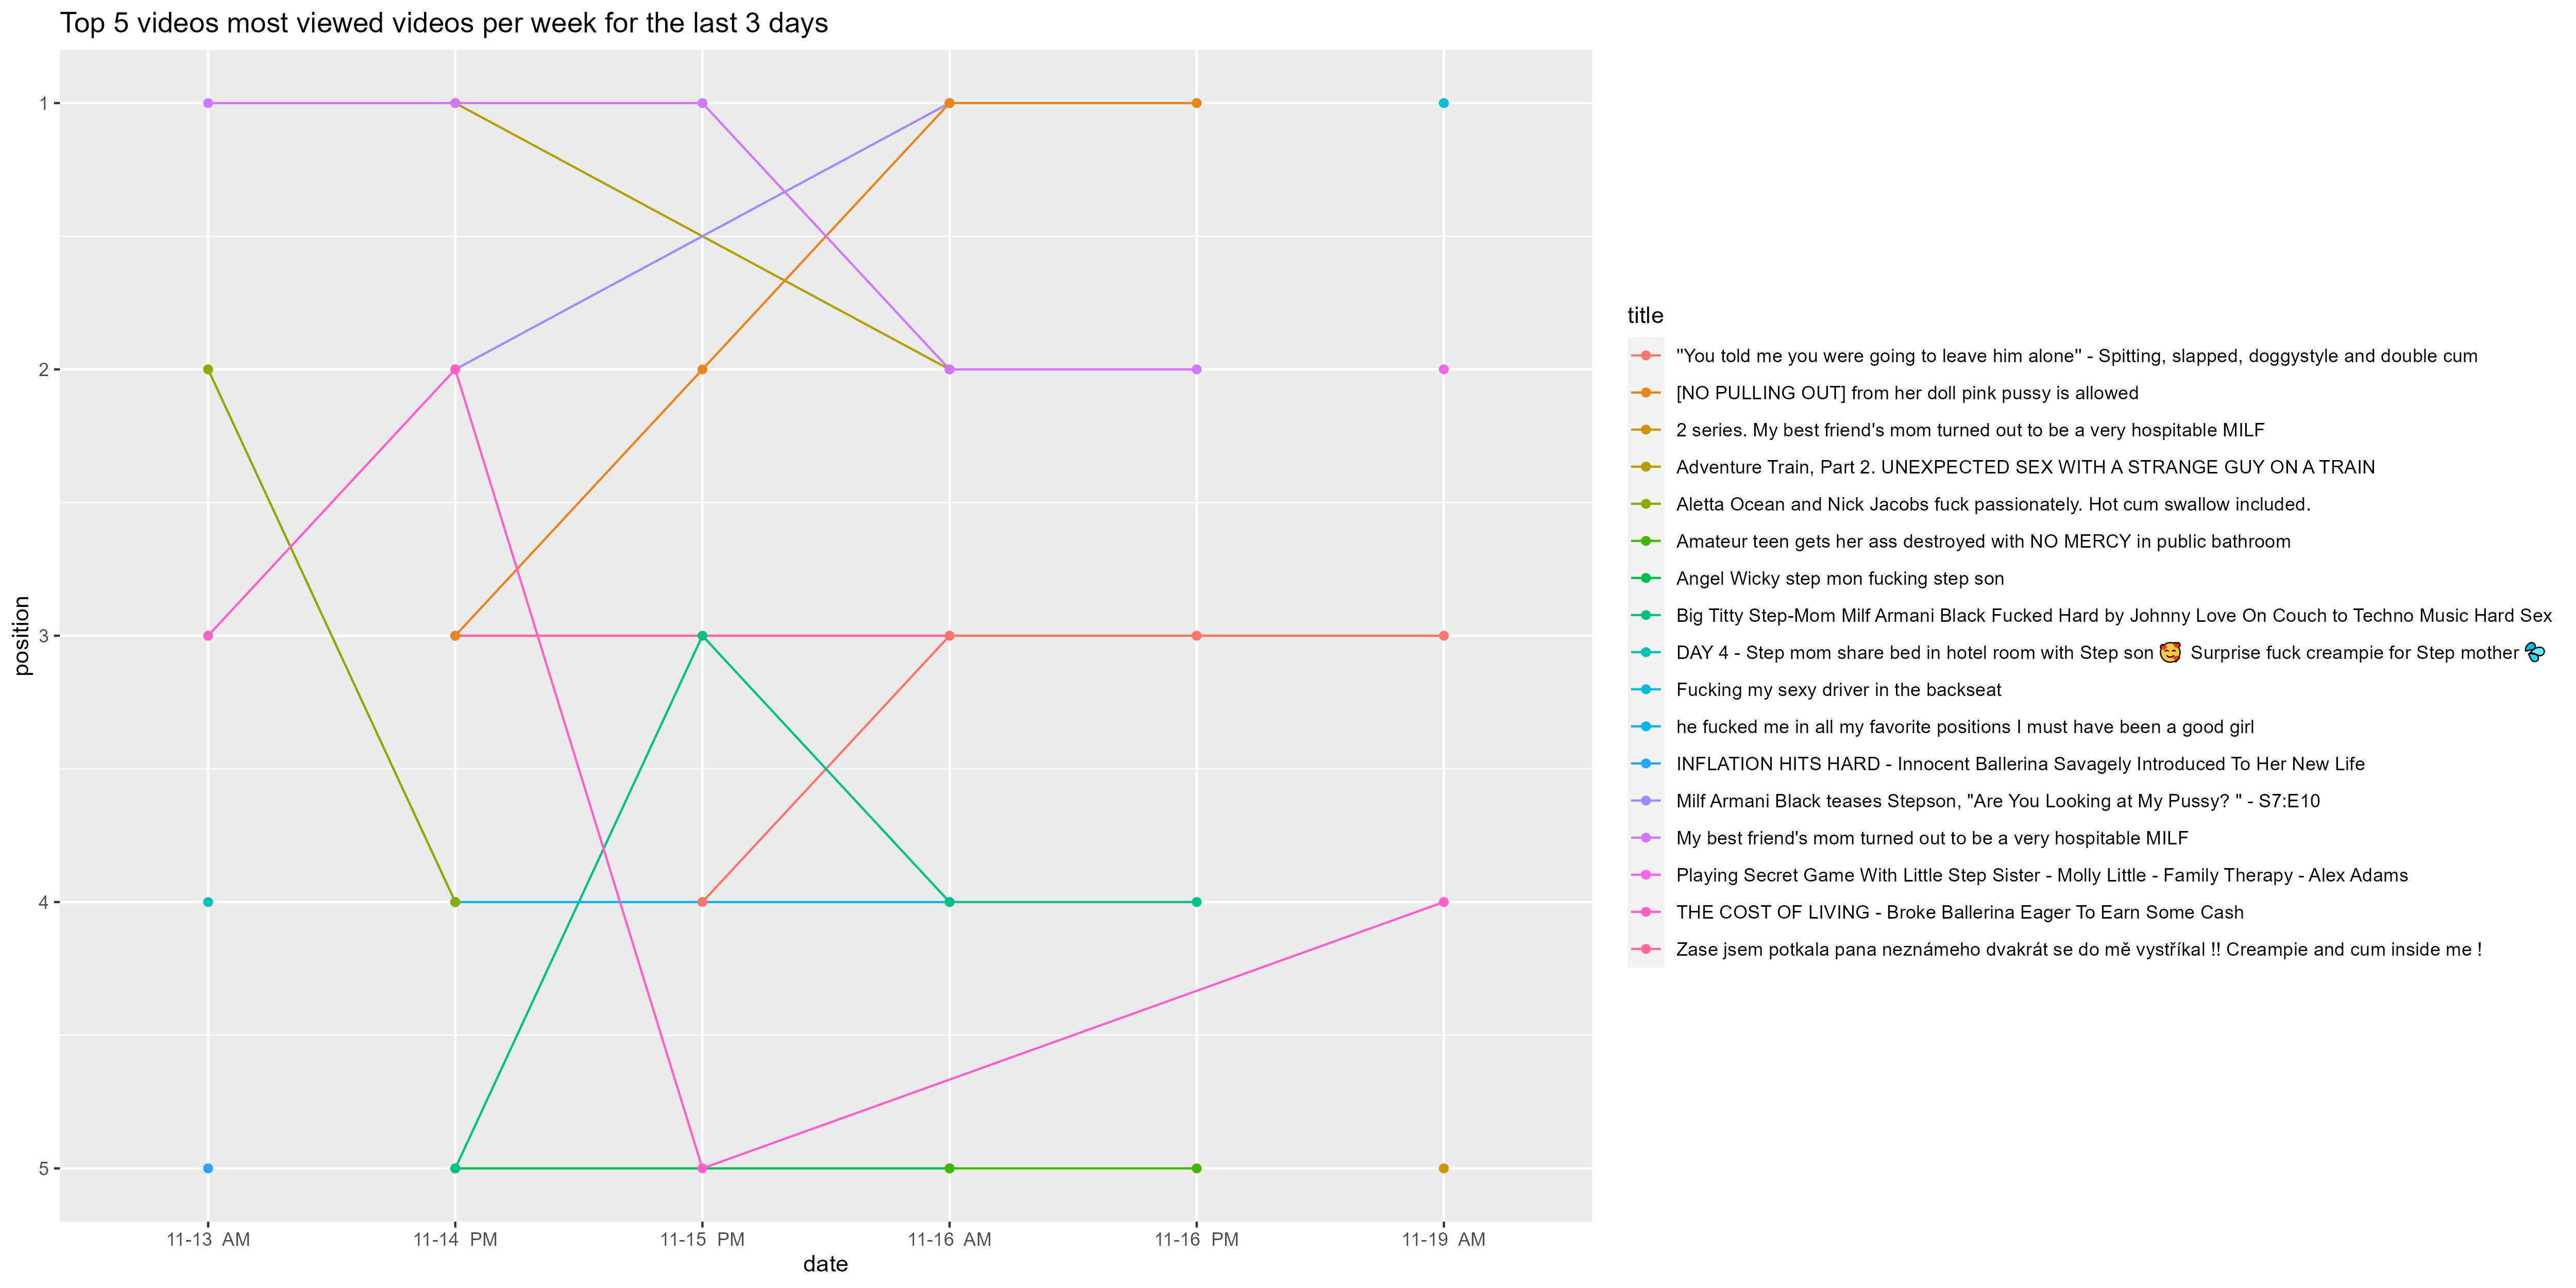 Top 5 videos most viewed videos per week for the last 3 days
position
1
2
3
4
5
11-13 AM
11-14 PM
11-15 PM
11-16 AM
11-16 PM
11-19 AM
date
title
"You told me you were going to leave him alone" - Spitting, slapped, doggystyle and double cum
[NO PULLING OUT] from her doll pink pussy is allowed
2 series. My best friend's mom turned out to be a very hospitable MILF
Adventure Train, Part 2. UNEXPECTED SEX WITH A STRANGE GUY ON A TRAIN
Aletta Ocean and Nick Jacobs fuck passionately. Hot cum swallow included.
Amateur teen gets her ass destroyed with NO MERCY in public bathroom
Angel Wicky step mon fucking step son
Big Titty Step-Mom Milf Armani Black Fucked Hard by Johnny Love On Couch to Techno Music Hard Sex
DAY 4 - Step mom share bed in hotel room with Step son 🥰 Surprise fuck creampie for Step mother 💦
Fucking my sexy driver in the backseat
he fucked me in all my favorite positions I must have been a good girl
INFLATION HITS HARD - Innocent Ballerina Savagely Introduced To Her New Life
Milf Armani Black teases Stepson, "Are You Looking at My Pussy? " - S7:E10
My best friend's mom turned out to be a very hospitable MILF
Playing Secret Game With Little Step Sister - Molly Little - Family Therapy - Alex Adams
THE COST OF LIVING - Broke Ballerina Eager To Earn Some Cash
Zase jsem potkala pana neznámeho dvakrát se do mě vystříkal !! Creampie and cum inside me !